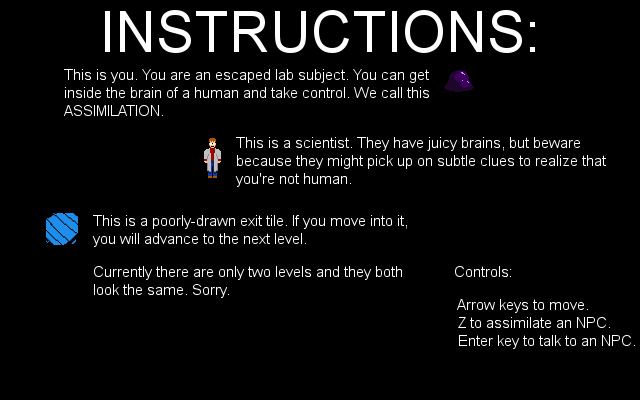 INSTRUCTIONS:
This is you. You are an escaped lab subject. You can get
inside the brain of a human and take control. We call this
ASSIMILATION.
This is a scientist. They have juicy brains, but beware
because they might pick up on subtle clues to realize that
you're not human.
This is a poorly-drawn exit tile. If you move into it,
you will advance to the next level.
Currently there are only two levels and they both
look the same. Sorry.
Controls:
Arrow keys to move.
Z to assimilate an NPC.
Enter key to talk to an NPC.